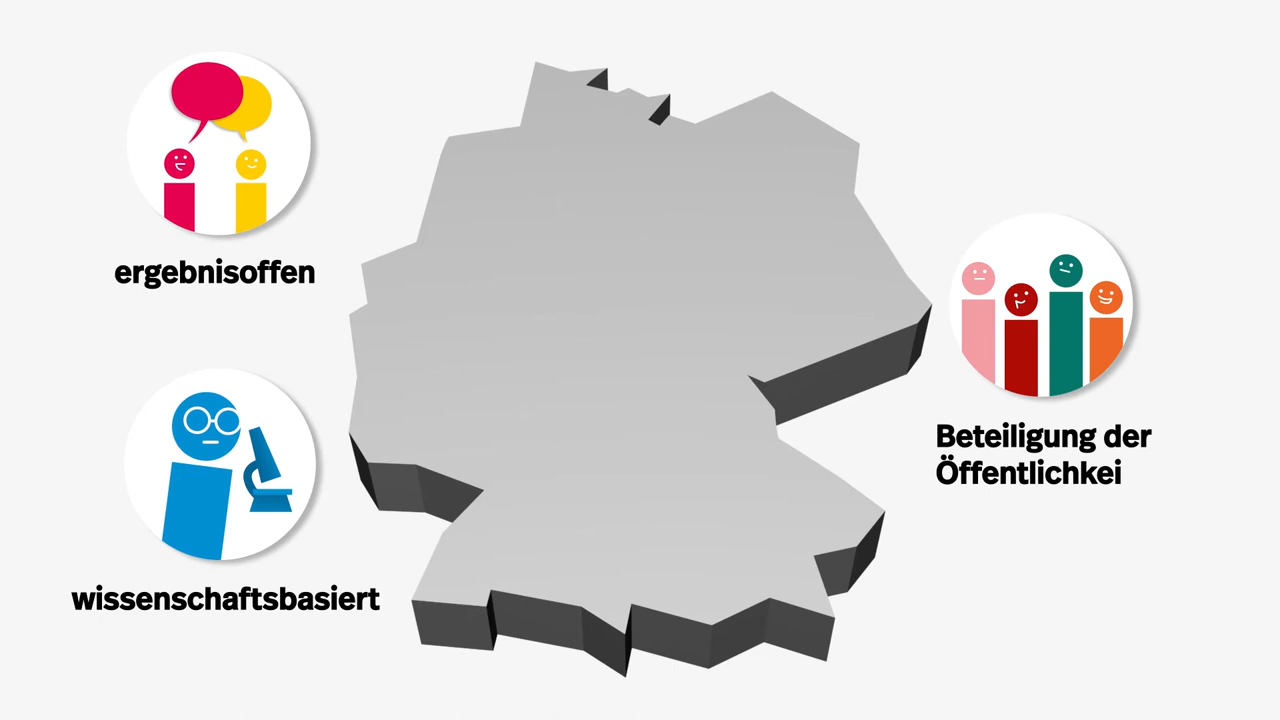 ergebnisoffen
wissenschaftsbasiert
Beteiligung der
Öffentlichkei